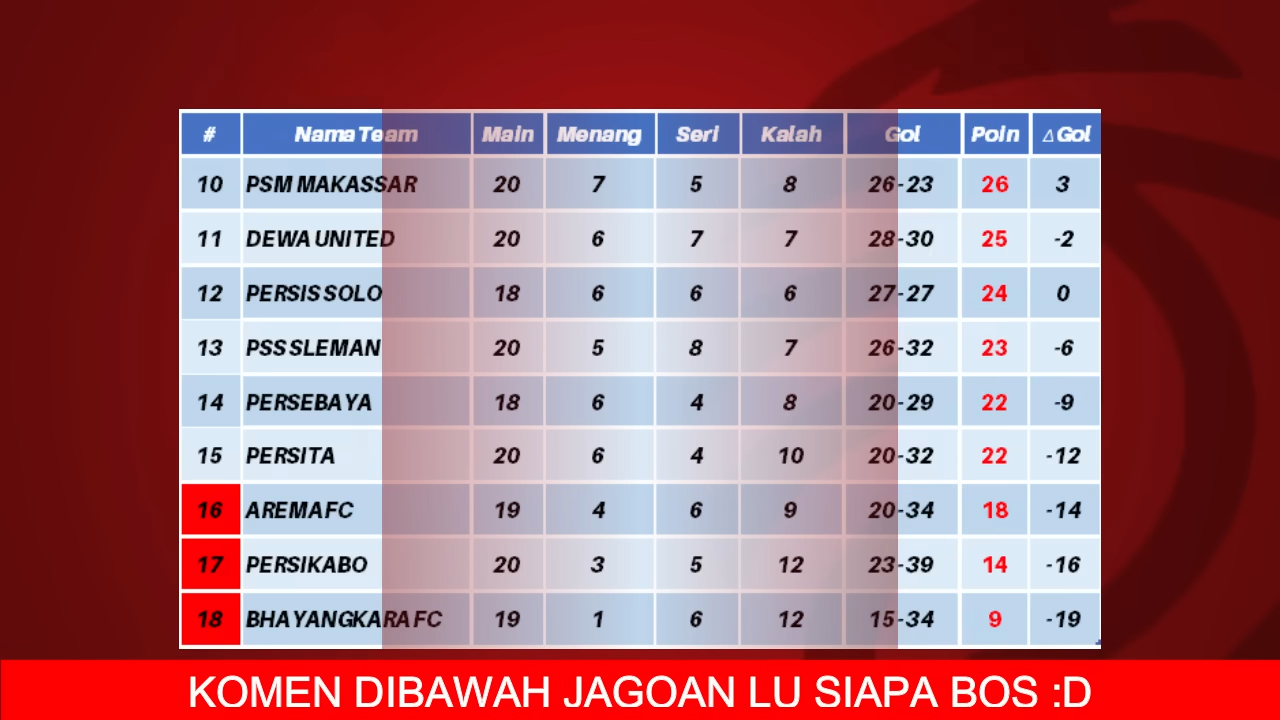 # Nama Team Main Menang Seri Kalah Gol Poin △Gol
10 PSM MAKASSAR 20 7 5 8 26-23 26 3
11 DEWA UNITED 20 6 7 7 28-30 25 -2
12 PERSIS SOLO 18 6 6 6 27-27 24 0
13 PSS SLEMAN 20 5 8 7 26-32 23 -6
14 PERSEBAYA 18 6 4 8 20-29 22 -9
15 PERSITA 20 6 4 10 20-32 22 -12
16 AREMA FC 19 4 6 9 20-34 18 -14
17 PERSIKABO 20 3 5 12 23-39 14 -16
18 BHAYANGKARA FC 19 1 6 12 15-34 9 -19
KOMEN DIBAWAH JAGOAN LU SIAPA BOS :D